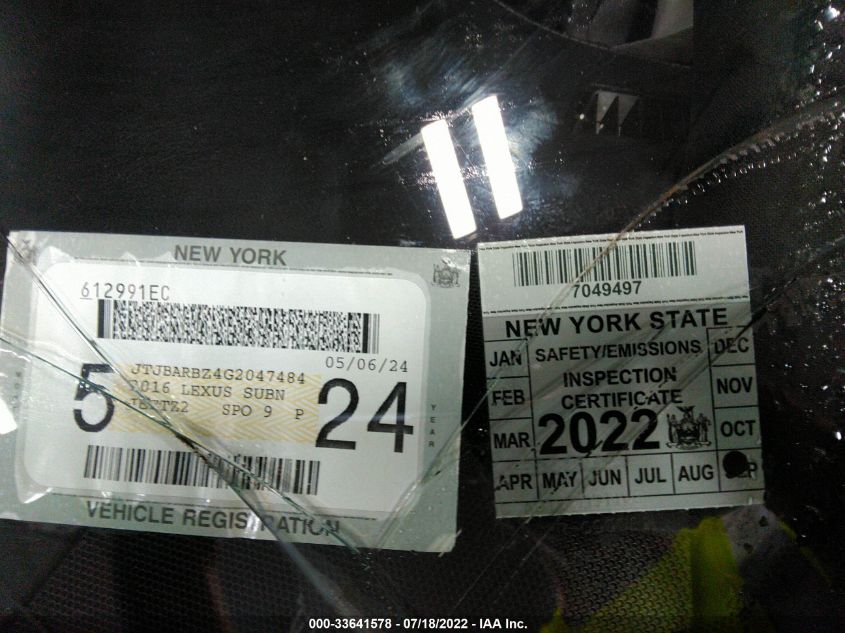 NEW YORK
612991EC
05/06/24
JTJBARBZ4G2047484
2016 LEXUS SUBN
SPO 9 P
5 24
YEAR
VEHICLE REGISTRATION
7049497
NEW YORK STATE
JAN SAFETY/EMISSIONS DEC
FEB INSPECTION NOV
CERTIFICATE
MAR 2022 OCT
APR MAY JUN JUL AUG
000-33641578 - 07/18/2022 - IAA Inc.